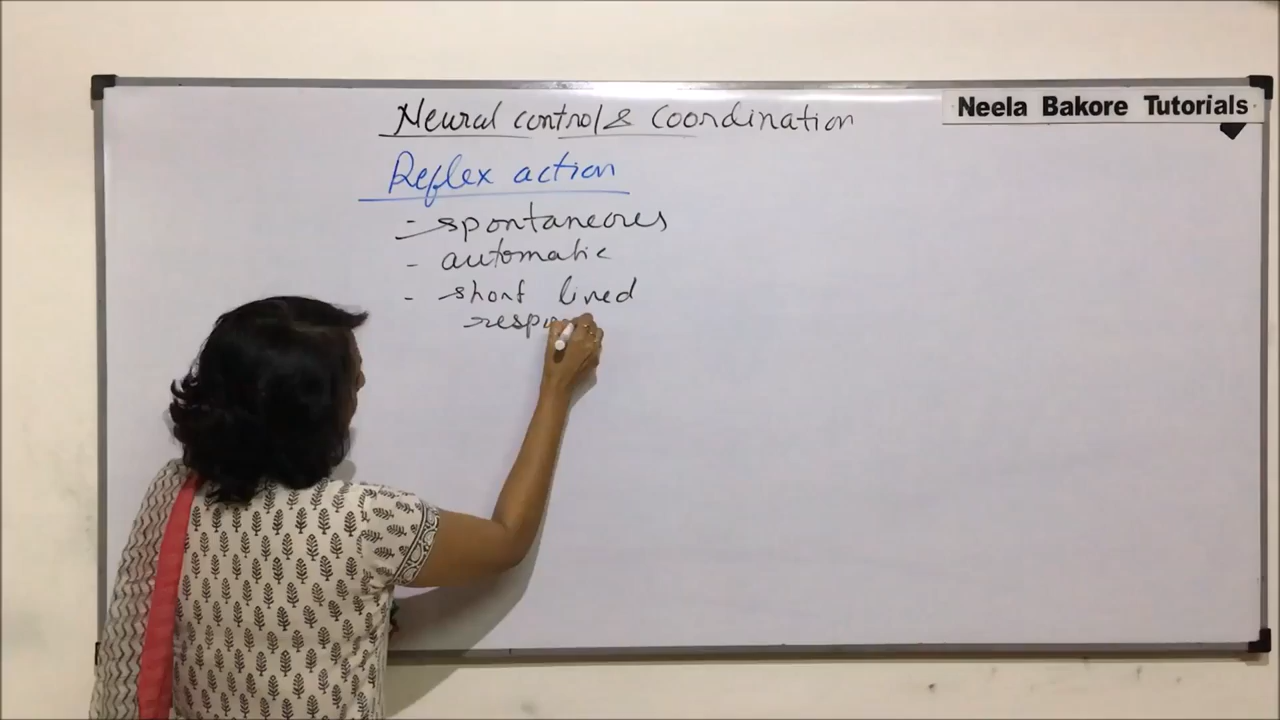 Neela Bakore Tutorials
Neural control & Coordination
Reflex action
- spontaneous
- automatic
- short lived